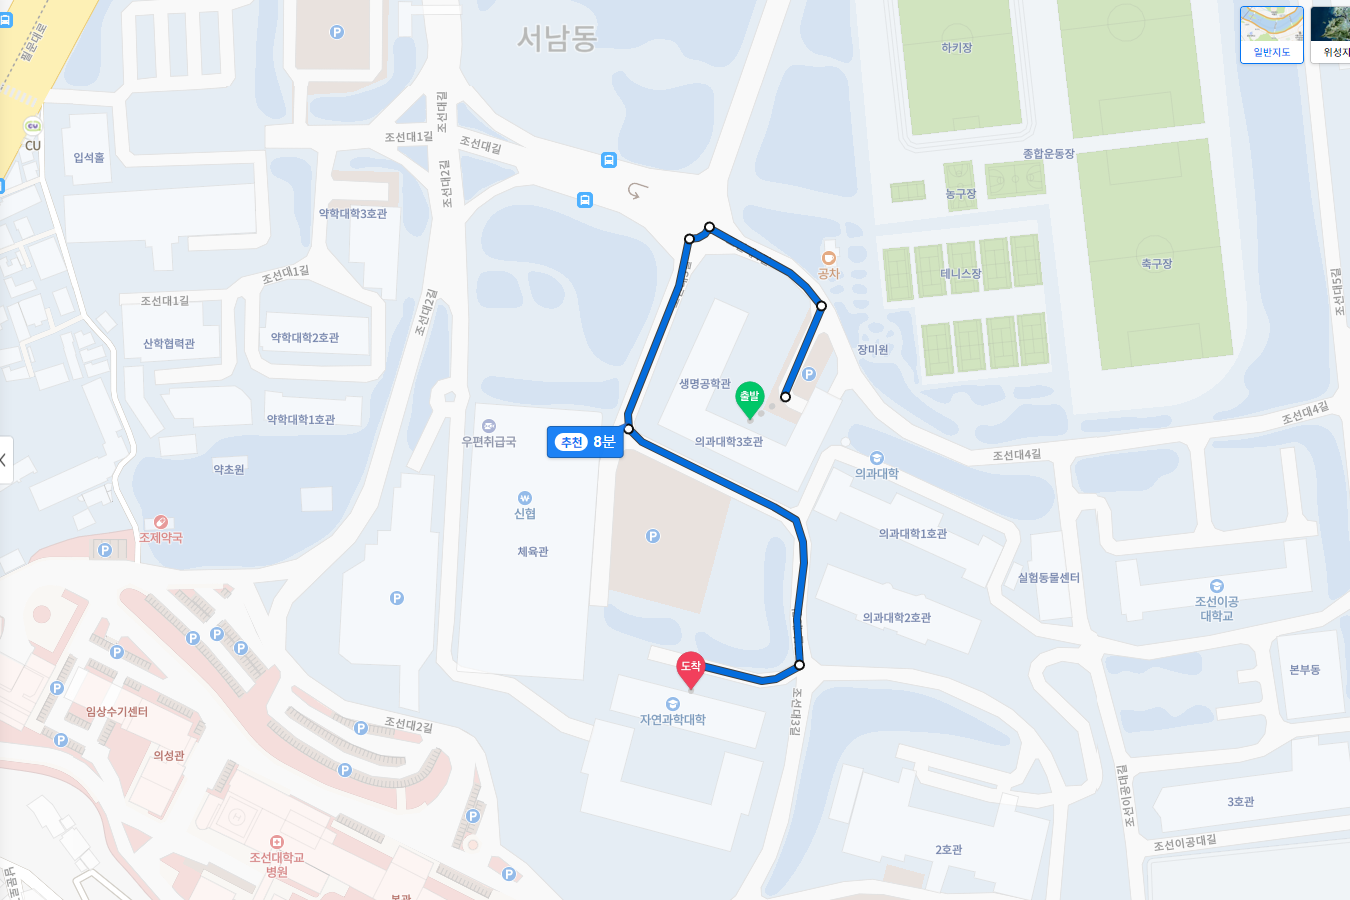 서남동
필문대로
일반지도
위성지
하키장
조선대길
CU
입석홀
조선대1길
조선대길
종합운동장
조선대2길
약학대학3호관
농구장
조선대1길
공차
테니스장
축구장
조선대5길
조선대1길
조선대2길
약학대학2호관
산학협력관
장미원
P
생명공학관
출발
약학대학1호관
우편취급국
추천 8분
의과대학3호관
조선대4길
조선대4길
약초원
의과대학
신협
조제약국
P
체육관
P
의과대학1호관
실험동물센터
P
조선이공
대학교
의과대학2호관
P
P
P
P
도착
본부동
P
임상수기센터
자연과학대학
조선대3길
조선대2길
P
P
의성관
P
조선이공대길
3호관
P
조선이공대길
조선대학교
병원
2호관
P
본관